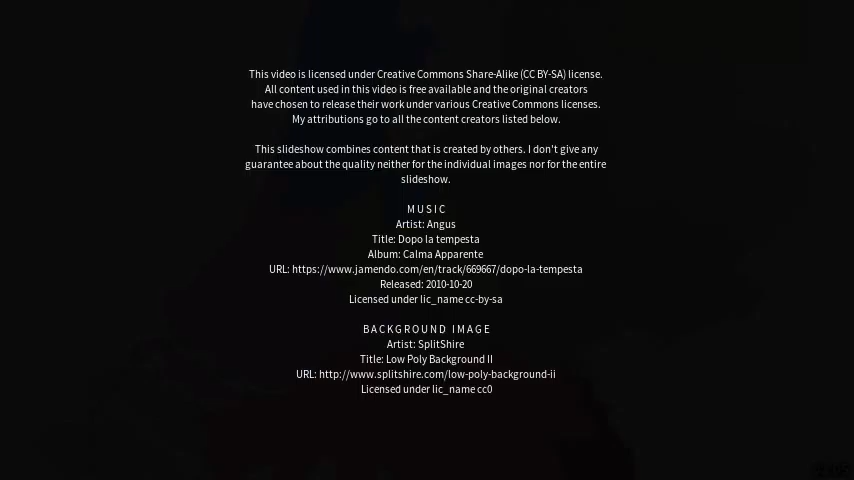 This video is licensed under Creative Commons Share-Alike (CC BY-SA) license.
All content used in this video is free available and the original creators
have chosen to release their work under various Creative Commons licenses.
My attributions go to all the content creators listed below.
This slideshow combines content that is created by others. I don't give any
guarantee about the quality neither for the individual images nor for the entire
slideshow.
MUSIC
Artist: Angus
Title: Dopo la tempesta
Album: Calma Apparente
URL: https://www.jamendo.com/en/track/669667/dopo-la-tempesta
Released: 2010-10-20
Licensed under lic_name cc-by-sa
BACKGROUND IMAGE
Artist: SplitShire
Title: Low Poly Background II
URL: http://www.splitshire.com/low-poly-background-ii
Licensed under lic_name cc0